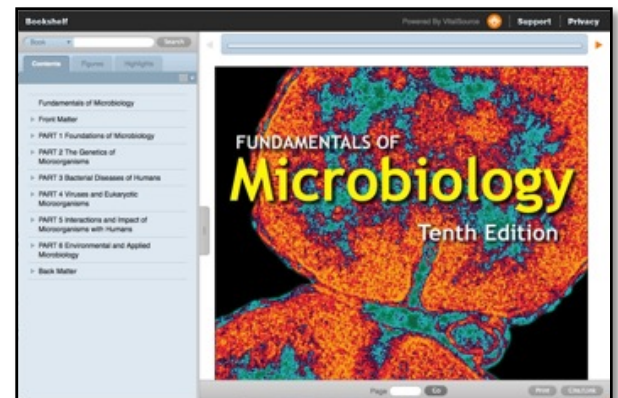 Bookshelf
Powered By VitalSource
Support
Privacy
Book
Search
Contents
Figures
Highlights
Fundamentals of Microbiology
Front Matter
PART 1 Foundations of Microbiology
PART 2 The Genetics of
Microorganisms
PART 3 Bacterial Diseases of Humans
PART 4 Viruses and Eukaryotic
Microorganisms
PART 5 Interactions and Impact of
Microorganisms with Humans
PART 6 Environmental and Applied
Microbiology
Back Matter
FUNDAMENTALS OF
Microbiology
Tenth Edition
Page
Go
Print
Cite/Link